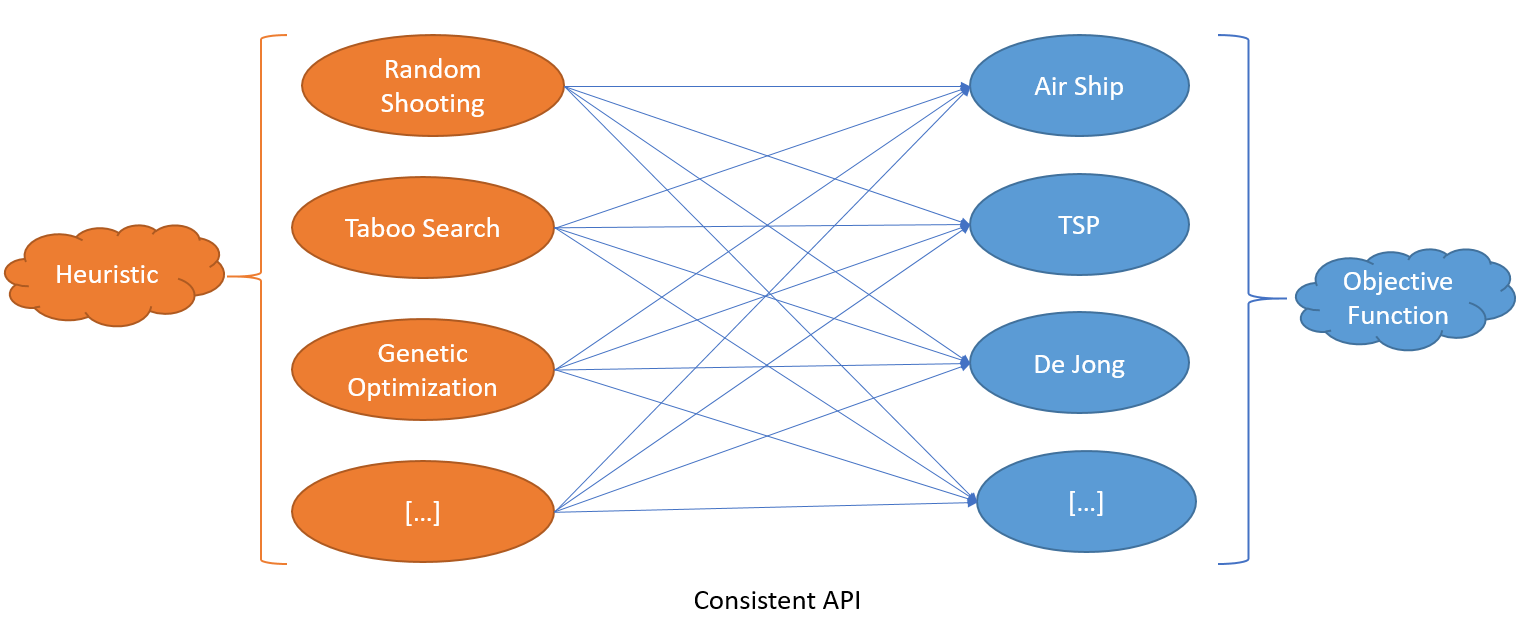 Heuristic
Random
Shooting
Taboo Search
Genetic
Optimization
[...]
Air Ship
TSP
De Jong
[...]
Objective
Function
Consistent API